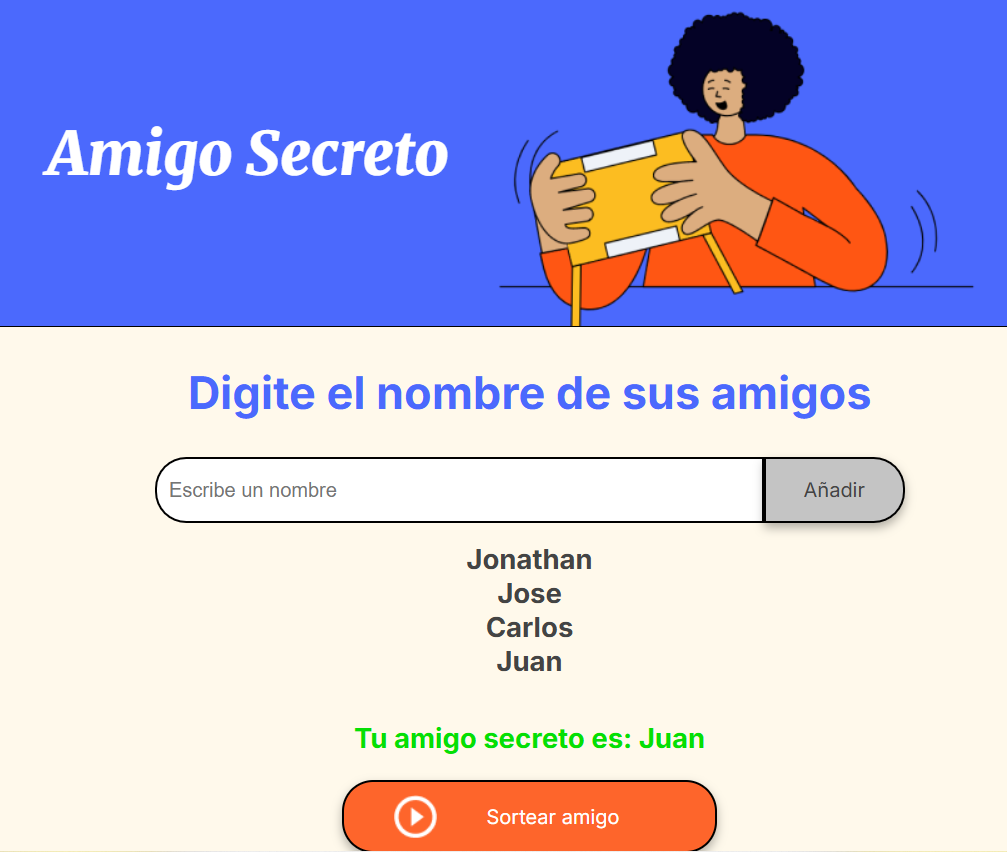 Amigo Secreto
Digite el nombre de sus amigos
Escribe un nombre
Añadir
Jonathan
Jose
Carlos
Juan
Tu amigo secreto es: Juan
Sortear amigo